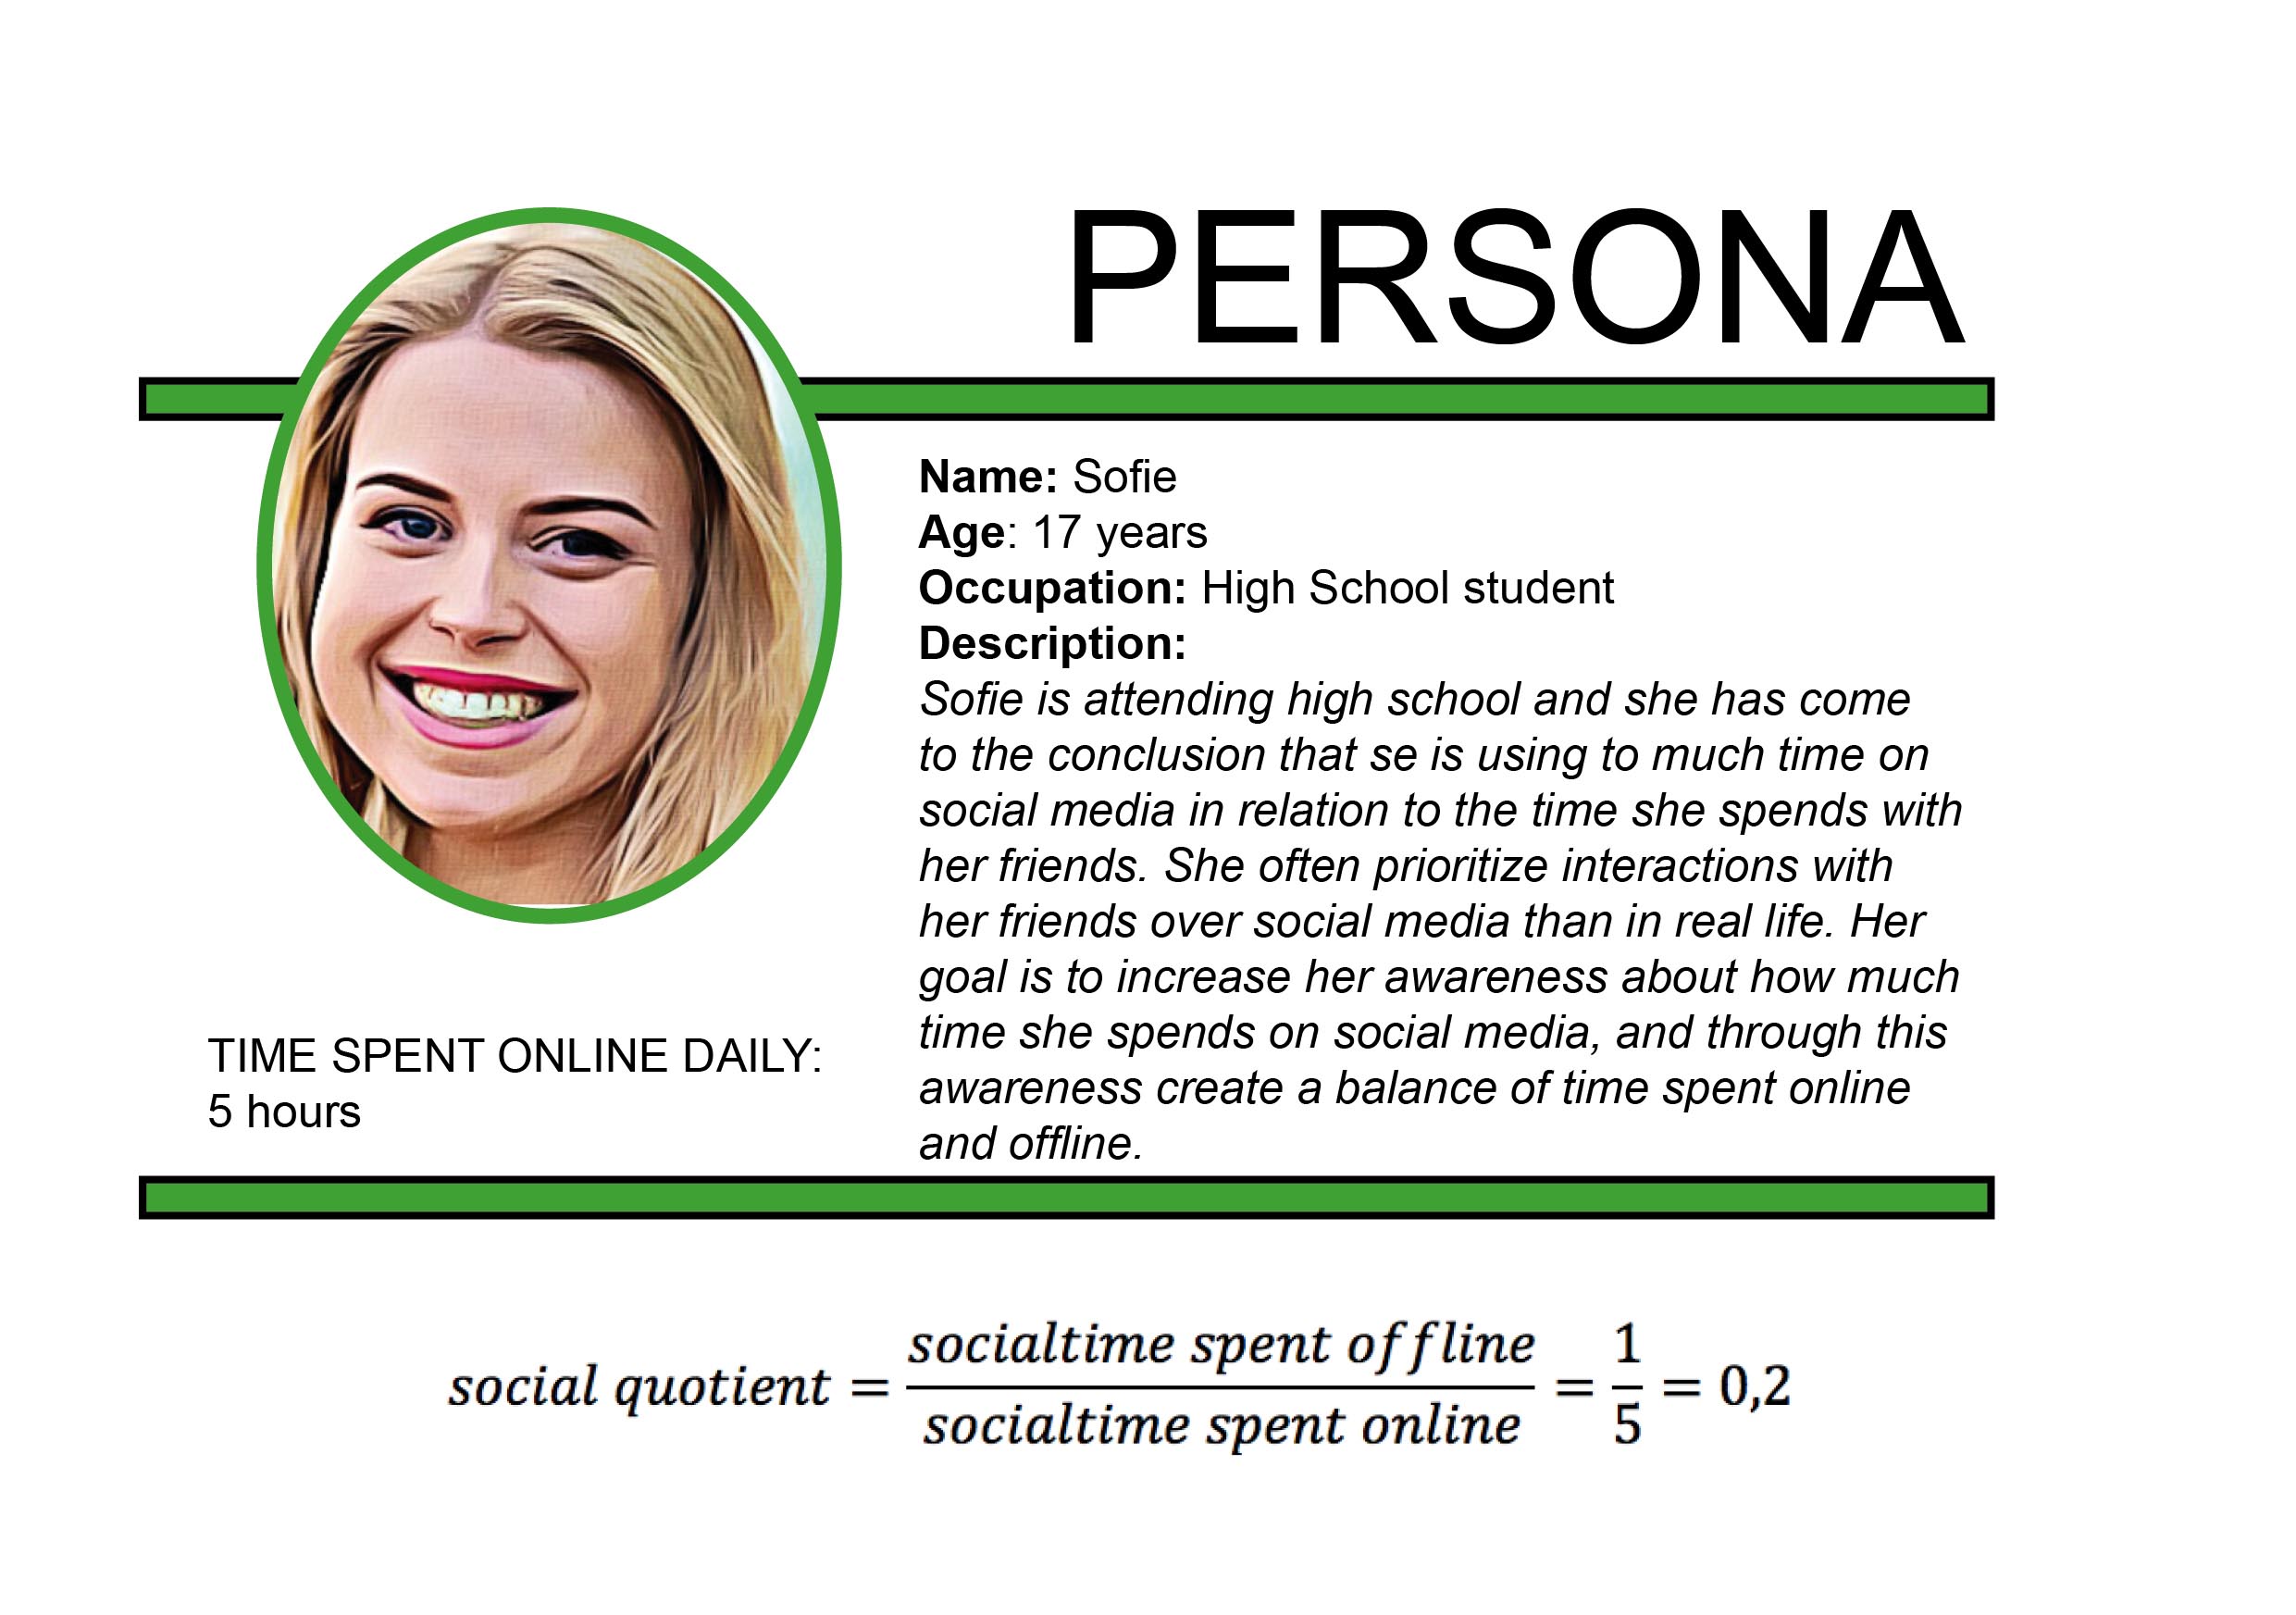 PERSONA
Name: Sofie
Age: 17 years
Occupation: High School student
Description:
Sofie is attending high school and she has come
to the conclusion that se is using to much time on
social media in relation to the time she spends with
her friends. She often prioritize interactions with
her friends over social media than in real life. Her
goal is to increase her awareness about how much
time she spends on social media, and through this
awareness create a balance of time spent online
and offline.
TIME SPENT ONLINE DAILY:
5 hours
social quotient = socialtime spent offline / socialtime spent online = 1/5 = 0,2